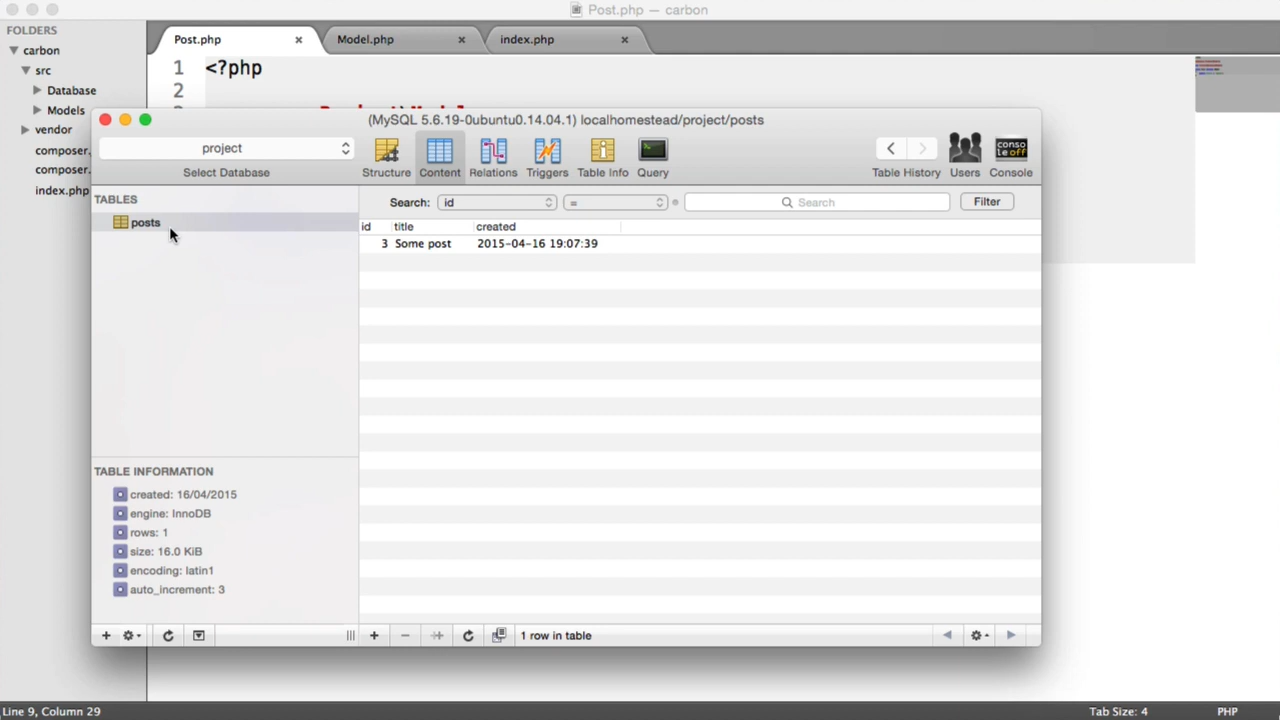 Post.php — carbon
FOLDERS
carbon
src
Database
Models
vendor
composer.
composer.
index.php
Post.php ×
Model.php ×
index.php ×
1 <?php
2
(MySQL 5.6.19-0ubuntu0.14.04.1) localhomestead/project/posts
project
Select Database
Structure
Content
Relations
Triggers
Table Info
Query
Table History
Users
console off
Console
TABLES
posts
Search: id = Search Filter
id title created
3 Some post 2015-04-16 19:07:39
TABLE INFORMATION
created: 16/04/2015
engine: InnoDB
rows: 1
size: 16.0 KiB
encoding: latin1
auto_increment: 3
1 row in table
Line 9, Column 29
Tab Size: 4
PHP